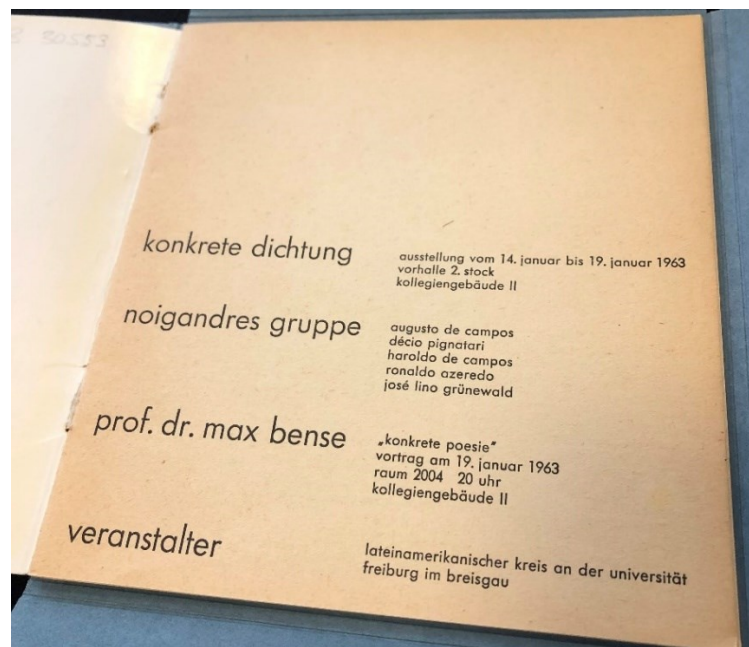 30553
konkrete dichtung
ausstellung vom 14. januar bis 19. januar 1963
vorhalle 2. stock
kollegiengebäude II
noigandres gruppe
augusto de campos
décio pignatari
haroldo de campos
ronaldo azeredo
josé lino grünewald
prof. dr. max bense
„konkrete poesie"
vortrag am 19. januar 1963
raum 2004 20 uhr
kollegiengebäude II
veranstalter
lateinamerikanischer kreis an der universität
freiburg im breisgau